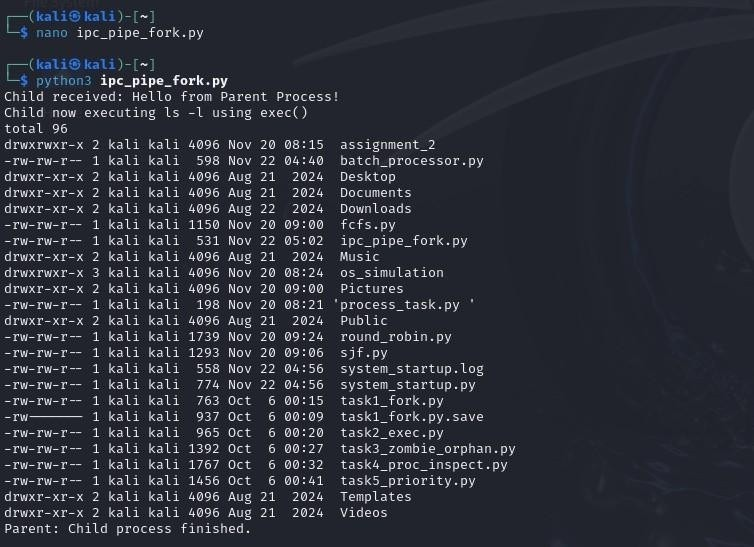 File System
┌──(kali㉿kali)-[~]
└─$ nano ipc_pipe_fork.py
┌──(kali㉿kali)-[~]
└─$ python3 ipc_pipe_fork.py
Child received: Hello from Parent Process!
Child now executing ls -l using exec()
total 96
drwxrwxr-x 2 kali kali 4096 Nov 20 08:15  assignment_2
-rw-rw-r-- 1 kali kali  598 Nov 22 04:40  batch_processor.py
drwxr-xr-x 2 kali kali 4096 Aug 21  2024  Desktop
drwxr-xr-x 2 kali kali 4096 Aug 21  2024  Documents
drwxr-xr-x 2 kali kali 4096 Aug 22  2024  Downloads
-rw-rw-r-- 1 kali kali 1150 Nov 20 09:00  fcfs.py
-rw-rw-r-- 1 kali kali  531 Nov 22 05:02  ipc_pipe_fork.py
drwxr-xr-x 2 kali kali 4096 Aug 21  2024  Music
drwxrwxr-x 3 kali kali 4096 Nov 20 08:24  os_simulation
drwxr-xr-x 2 kali kali 4096 Nov 20 09:00  Pictures
-rw-rw-r-- 1 kali kali  198 Nov 20 08:21 'process_task.py '
drwxr-xr-x 2 kali kali 4096 Aug 21  2024  Public
-rw-rw-r-- 1 kali kali 1739 Nov 20 09:24  round_robin.py
-rw-rw-r-- 1 kali kali 1293 Nov 20 09:06  sjf.py
-rw-rw-r-- 1 kali kali  558 Nov 22 04:56  system_startup.log
-rw-rw-r-- 1 kali kali  774 Nov 22 04:56  system_startup.py
-rw-rw-r-- 1 kali kali  763 Oct  6 00:15  task1_fork.py
-rw------- 1 kali kali  937 Oct  6 00:09  task1_fork.py.save
-rw-rw-r-- 1 kali kali  965 Oct  6 00:20  task2_exec.py
-rw-rw-r-- 1 kali kali 1392 Oct  6 00:27  task3_zombie_orphan.py
-rw-rw-r-- 1 kali kali 1767 Oct  6 00:32  task4_proc_inspect.py
-rw-rw-r-- 1 kali kali 1456 Oct  6 00:41  task5_priority.py
drwxr-xr-x 2 kali kali 4096 Aug 21  2024  Templates
drwxr-xr-x 2 kali kali 4096 Aug 21  2024  Videos
Parent: Child process finished.